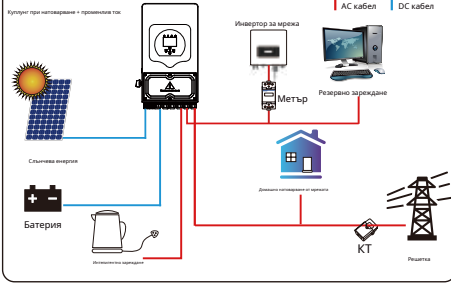 Куплунг при натоварване + променлив ток
AC кабел
DC кабел
Инвертор за мрежа
Метър
Резервно зареждане
Слънчева енергия
Домашно натоварване от мрежата
Батерия
КТ
Интелигентно зареждане
Решетка